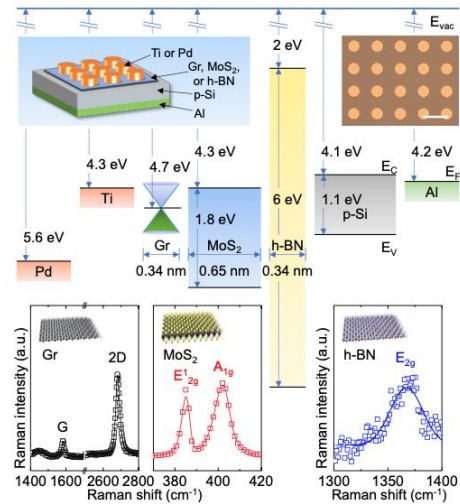 E_vac
Ti or Pd
Gr, MoS₂,
or h-BN
p-Si
Al
2 eV
4.3 eV
4.7 eV
4.3 eV
4.1 eV
4.2 eV
E_C
E_F
Ti
1.8 eV
6 eV
1.1 eV
p-Si
Al
5.6 eV
E_V
Gr
MoS₂
h-BN
Pd
0.34 nm
0.65 nm
0.34 nm
Raman intensity (a.u.)
Gr
2D
G
1400 1600 2600 2800
Raman shift (cm⁻¹)
MoS₂
E¹₂g
A₁g
380 400 420
Raman shift (cm⁻¹)
Raman intensity (a.u.)
h-BN
E₂g
1300 1350 1400
Raman shift (cm⁻¹)